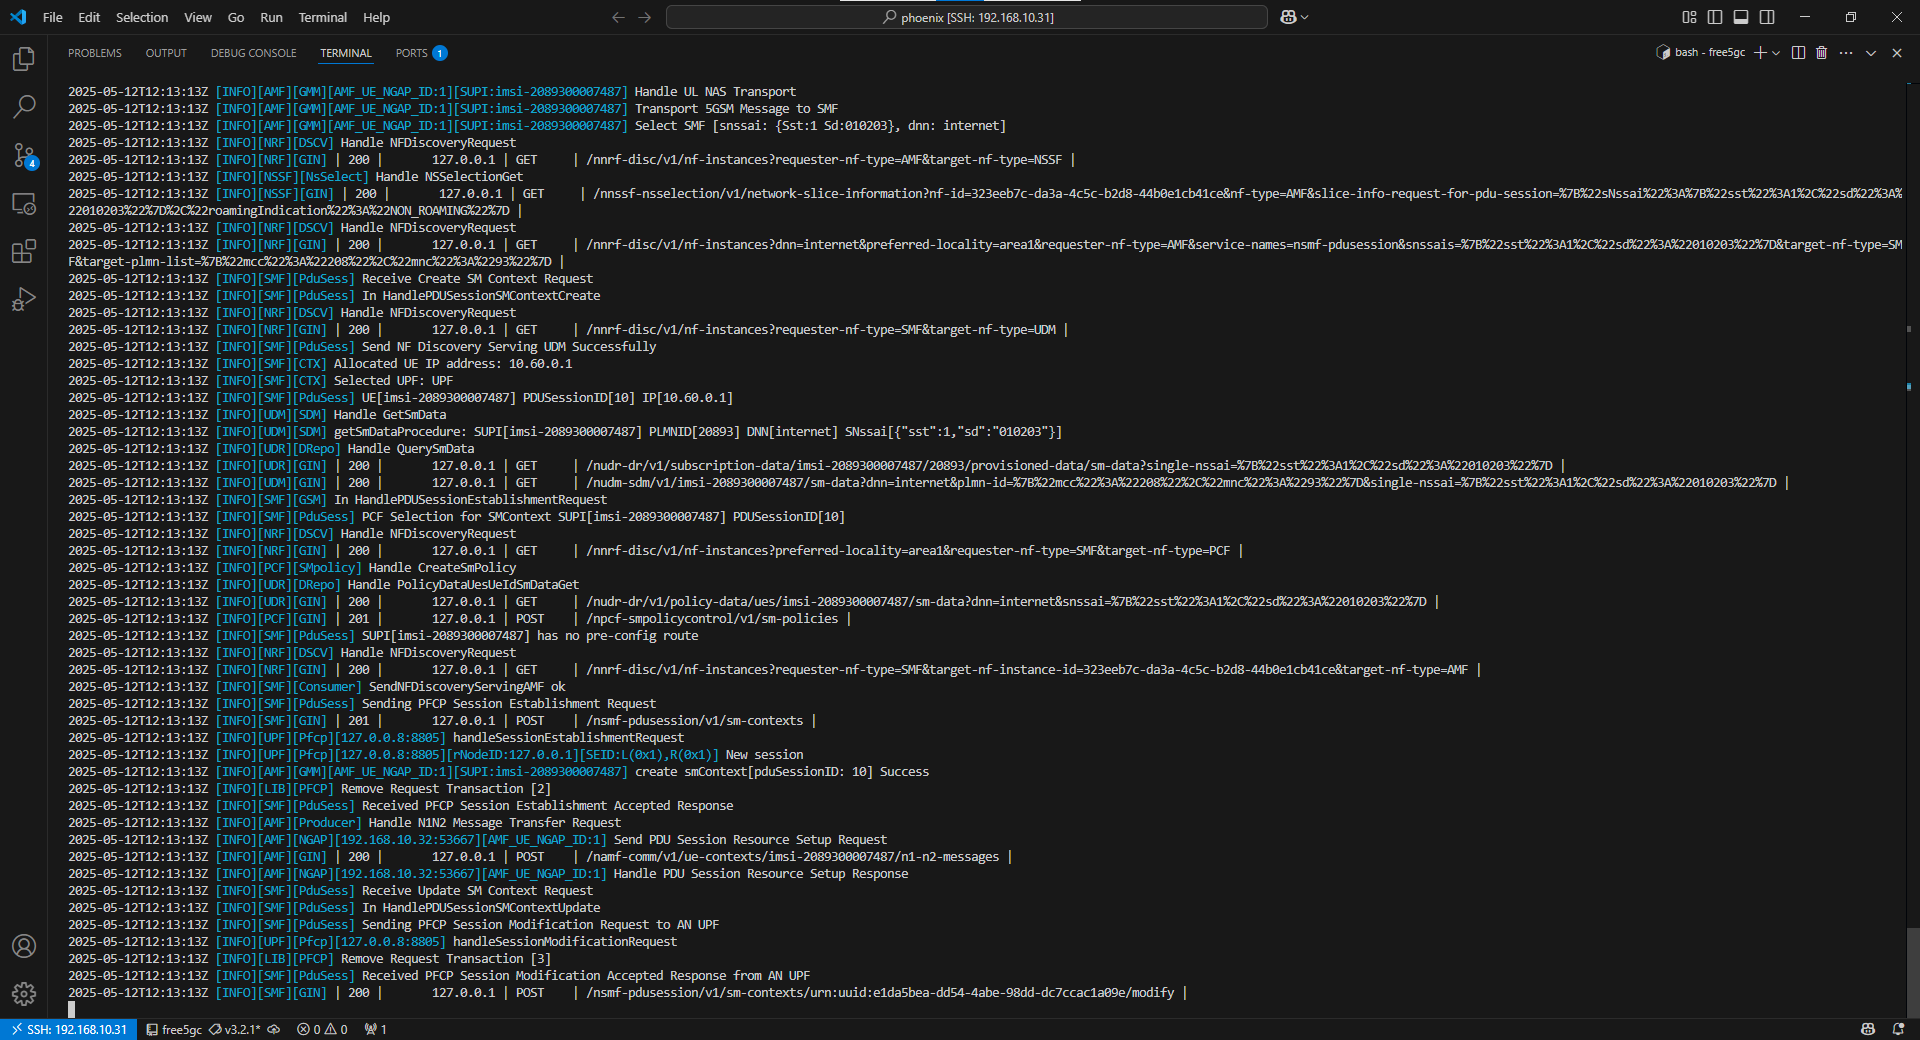 File Edit Selection View Go Run Terminal Help
phoenix [SSH: 192.168.10.31]
PROBLEMS OUTPUT DEBUG CONSOLE TERMINAL PORTS 1
bash - free5gc
4
2025-05-12T12:13:13Z [INFO][AMF][GMM][AMF_UE_NGAP_ID:1][SUPI:imsi-2089300007487] Handle UL NAS Transport
2025-05-12T12:13:13Z [INFO][AMF][GMM][AMF_UE_NGAP_ID:1][SUPI:imsi-2089300007487] Transport 5GSM Message to SMF
2025-05-12T12:13:13Z [INFO][AMF][GMM][AMF_UE_NGAP_ID:1][SUPI:imsi-2089300007487] Select SMF [snssai: {Sst:1 Sd:010203}, dnn: internet]
2025-05-12T12:13:13Z [INFO][NRF][DSCV] Handle NFDiscoveryRequest
2025-05-12T12:13:13Z [INFO][NRF][GIN] | 200 | 127.0.0.1 | GET | /nnrf-disc/v1/nf-instances?requester-nf-type=AMF&target-nf-type=NSSF |
2025-05-12T12:13:13Z [INFO][NSSF][NsSelect] Handle NSSelectionGet
2025-05-12T12:13:13Z [INFO][NSSF][GIN] | 200 | 127.0.0.1 | GET | /nnssf-nsselection/v1/network-slice-information?nf-id=323eeb7c-da3a-4c5c-b2d8-44b0e1cb41ce&nf-type=AMF&slice-info-request-for-pdu-session=%7B%22sNssai%22%3A%7B%22sst%22%3A1%2C%22sd%22%3A%
22010203%22%7D%2C%22roamingIndication%22%3A%22NON_ROAMING%22%7D |
2025-05-12T12:13:13Z [INFO][NRF][DSCV] Handle NFDiscoveryRequest
2025-05-12T12:13:13Z [INFO][NRF][GIN] | 200 | 127.0.0.1 | GET | /nnrf-disc/v1/nf-instances?dnn=internet&preferred-locality=area1&requester-nf-type=AMF&service-names=nsmf-pdusession&snssais=%7B%22sst%22%3A1%2C%22sd%22%3A%22010203%22%7D&target-nf-type=SM
F&target-plmn-list=%7B%22mcc%22%3A%22208%22%2C%22mnc%22%3A%2293%22%7D |
2025-05-12T12:13:13Z [INFO][SMF][PduSess] Receive Create SM Context Request
2025-05-12T12:13:13Z [INFO][SMF][PduSess] In HandlePDUSessionSMContextCreate
2025-05-12T12:13:13Z [INFO][NRF][DSCV] Handle NFDiscoveryRequest
2025-05-12T12:13:13Z [INFO][NRF][GIN] | 200 | 127.0.0.1 | GET | /nnrf-disc/v1/nf-instances?requester-nf-type=SMF&target-nf-type=UDM |
2025-05-12T12:13:13Z [INFO][SMF][PduSess] Send NF Discovery Serving UDM Successfully
2025-05-12T12:13:13Z [INFO][SMF][CTX] Allocated UE IP address: 10.60.0.1
2025-05-12T12:13:13Z [INFO][SMF][CTX] Selected UPF: UPF
2025-05-12T12:13:13Z [INFO][SMF][PduSess] UE[imsi-2089300007487] PDUSessionID[10] IP[10.60.0.1]
2025-05-12T12:13:13Z [INFO][UDM][SDM] Handle GetSmData
2025-05-12T12:13:13Z [INFO][UDM][SDM] getSmDataProcedure: SUPI[imsi-2089300007487] PLMNID[20893] DNN[internet] SNssai[{"sst":1,"sd":"010203"}]
2025-05-12T12:13:13Z [INFO][UDR][DRepo] Handle QuerySmData
2025-05-12T12:13:13Z [INFO][UDR][GIN] | 200 | 127.0.0.1 | GET | /nudr-dr/v1/subscription-data/imsi-2089300007487/20893/provisioned-data/sm-data?single-nssai=%7B%22sst%22%3A1%2C%22sd%22%3A%22010203%22%7D |
2025-05-12T12:13:13Z [INFO][UDM][GIN] | 200 | 127.0.0.1 | GET | /nudm-sdm/v1/imsi-2089300007487/sm-data?dnn=internet&plmn-id=%7B%22mcc%22%3A%22208%22%2C%22mnc%22%3A%2293%22%7D&single-nssai=%7B%22sst%22%3A1%2C%22sd%22%3A%22010203%22%7D |
2025-05-12T12:13:13Z [INFO][SMF][GSM] In HandlePDUSessionEstablishmentRequest
2025-05-12T12:13:13Z [INFO][SMF][PduSess] PCF Selection for SMContext SUPI[imsi-2089300007487] PDUSessionID[10]
2025-05-12T12:13:13Z [INFO][NRF][DSCV] Handle NFDiscoveryRequest
2025-05-12T12:13:13Z [INFO][NRF][GIN] | 200 | 127.0.0.1 | GET | /nnrf-disc/v1/nf-instances?preferred-locality=area1&requester-nf-type=SMF&target-nf-type=PCF |
2025-05-12T12:13:13Z [INFO][PCF][SMpolicy] Handle CreateSmPolicy
2025-05-12T12:13:13Z [INFO][UDR][DRepo] Handle PolicyDataUesUeIdSmDataGet
2025-05-12T12:13:13Z [INFO][UDR][GIN] | 200 | 127.0.0.1 | GET | /nudr-dr/v1/policy-data/ues/imsi-2089300007487/sm-data?dnn=internet&snssai=%7B%22sst%22%3A1%2C%22sd%22%3A%22010203%22%7D |
2025-05-12T12:13:13Z [INFO][PCF][GIN] | 201 | 127.0.0.1 | POST | /npcf-smpolicycontrol/v1/sm-policies |
2025-05-12T12:13:13Z [INFO][SMF][PduSess] SUPI[imsi-2089300007487] has no pre-config route
2025-05-12T12:13:13Z [INFO][NRF][DSCV] Handle NFDiscoveryRequest
2025-05-12T12:13:13Z [INFO][NRF][GIN] | 200 | 127.0.0.1 | GET | /nnrf-disc/v1/nf-instances?requester-nf-type=SMF&target-nf-instance-id=323eeb7c-da3a-4c5c-b2d8-44b0e1cb41ce&target-nf-type=AMF |
2025-05-12T12:13:13Z [INFO][SMF][Consumer] SendNFDiscoveryServingAMF ok
2025-05-12T12:13:13Z [INFO][SMF][PduSess] Sending PFCP Session Establishment Request
2025-05-12T12:13:13Z [INFO][SMF][GIN] | 201 | 127.0.0.1 | POST | /nsmf-pdusession/v1/sm-contexts |
2025-05-12T12:13:13Z [INFO][UPF][Pfcp][127.0.0.8:8805] handleSessionEstablishmentRequest
2025-05-12T12:13:13Z [INFO][UPF][Pfcp][127.0.0.8:8805][rNodeID:127.0.0.1][SEID:L(0x1),R(0x1)] New session
2025-05-12T12:13:13Z [INFO][AMF][GMM][AMF_UE_NGAP_ID:1][SUPI:imsi-2089300007487] create smContext[pduSessionID: 10] Success
2025-05-12T12:13:13Z [INFO][LIB][PFCP] Remove Request Transaction [2]
2025-05-12T12:13:13Z [INFO][SMF][PduSess] Received PFCP Session Establishment Accepted Response
2025-05-12T12:13:13Z [INFO][AMF][Producer] Handle N1N2 Message Transfer Request
2025-05-12T12:13:13Z [INFO][AMF][NGAP][192.168.10.32:53667][AMF_UE_NGAP_ID:1] Send PDU Session Resource Setup Request
2025-05-12T12:13:13Z [INFO][AMF][GIN] | 200 | 127.0.0.1 | POST | /namf-comm/v1/ue-contexts/imsi-2089300007487/n1-n2-messages |
2025-05-12T12:13:13Z [INFO][AMF][NGAP][192.168.10.32:53667][AMF_UE_NGAP_ID:1] Handle PDU Session Resource Setup Response
2025-05-12T12:13:13Z [INFO][SMF][PduSess] Receive Update SM Context Request
2025-05-12T12:13:13Z [INFO][SMF][PduSess] In HandlePDUSessionSMContextUpdate
2025-05-12T12:13:13Z [INFO][SMF][PduSess] Sending PFCP Session Modification Request to AN UPF
2025-05-12T12:13:13Z [INFO][UPF][Pfcp][127.0.0.8:8805] handleSessionModificationRequest
2025-05-12T12:13:13Z [INFO][LIB][PFCP] Remove Request Transaction [3]
2025-05-12T12:13:13Z [INFO][SMF][PduSess] Received PFCP Session Modification Accepted Response from AN UPF
2025-05-12T12:13:13Z [INFO][SMF][GIN] | 200 | 127.0.0.1 | POST | /nsmf-pdusession/v1/sm-contexts/urn:uuid:e1da5bea-dd54-4abe-98dd-dc7ccac1a09e/modify |
SSH: 192.168.10.31 free5gc v3.2.1* 0 0 1